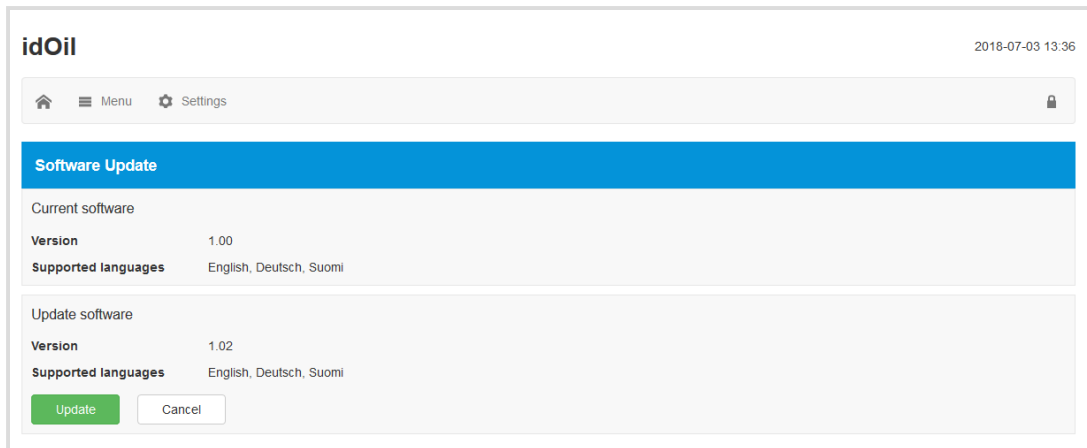 idOil
2018-07-03 13:36
Menu Settings
Software Update
Current software
Version 1.00
Supported languages English, Deutsch, Suomi
Update software
Version 1.02
Supported languages English, Deutsch, Suomi
Update Cancel